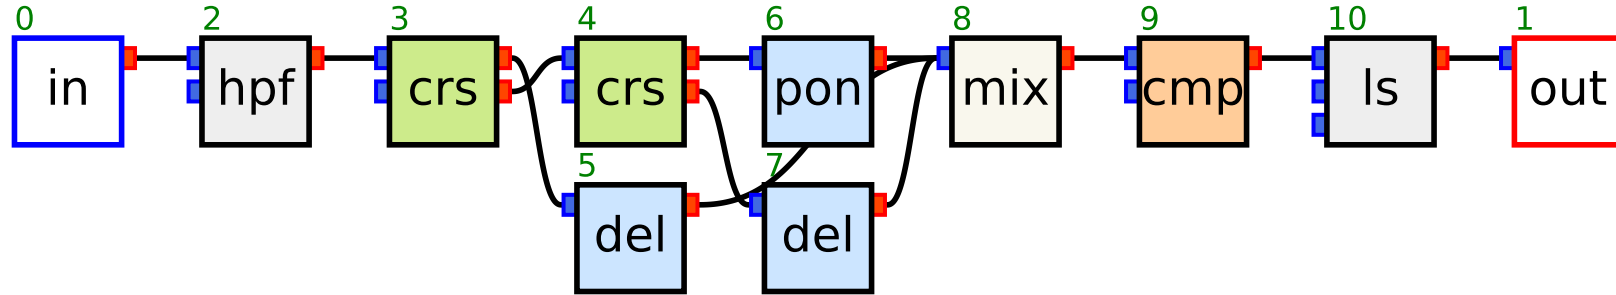 0 2 3 4 6 8 9 10 1
in hpf crs crs pon mix cmp ls out
5 7
del del